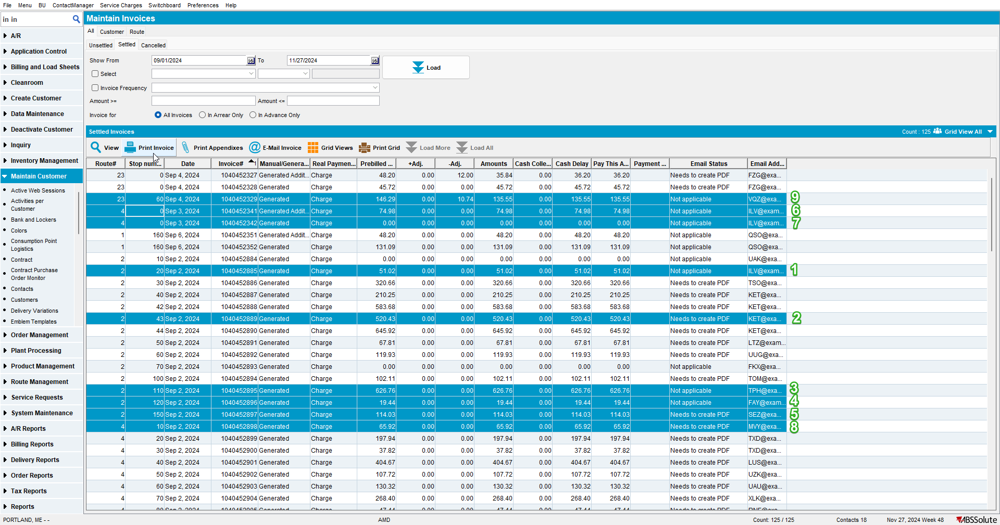 File Menu BU ContactManager Service Charges Switchboard Preferences Help
in in
Maintain Invoices
All Customer Route
Unsettled Settled Cancelled
Show From 09/01/2024 16 To 11/27/2024 16 Load
Select
Invoice Frequency
Amount >= Amount <=
Invoice for All Invoices In Arrear Only In Advance Only
Settled Invoices Count : 125 Grid View All
View Print Invoice Print Appendixes E-Mail Invoice Grid Views Print Grid Load More Load All
A/R
Application Control
Billing and Load Sheets
Cleanroom
Create Customer
Data Maintenance
Deactivate Customer
Inquiry
Inventory Management
Maintain Customer
Active Web Sessions
Activities per
Customer
Bank and Lockers
Colors
Consumption Point
Logistics
Contract
Contract Purchase
Order Monitor
Contacts
Customers
Delivery Variations
Emblem Templates
Order Management
Plant Processing
Product Management
Route Management
Service Requests
System Maintenance
A/R Reports
Billing Reports
Delivery Reports
Order Reports
Tax Reports
Reports
Route# Stop num... Date Invoice# 1 Manual/Genera... Real Paymen... Prebilled ... +Adj. -Adj. Amounts Cash Colle... Cash Delay Pay This A... Payment ... Email Status Email Add...
23 0 Sep 4, 2024 1040452327 Generated Addit... Charge 48.20 0.00 12.00 35.84 0.00 36.20 36.20 Needs to create PDF FZG@exa...
23 0 Sep 4, 2024 1040452328 Generated Charge 45.72 0.00 0.00 45.72 0.00 45.72 45.72 Needs to create PDF FZG@exa...
23 60 Sep 4, 2024 1040452329 Generated Charge 146.29 0.00 10.74 135.55 0.00 135.55 135.55 Not applicable VQZ@exa... 9
4 0 Sep 3, 2024 1040452341 Generated Addit... Charge 74.98 0.00 0.00 74.98 0.00 74.98 74.98 Not applicable ILV@exam... 6
4 0 Sep 3, 2024 1040452342 Generated Charge 0.00 0.00 0.00 0.00 0.00 0.00 0.00 Not applicable ILV@exam... 7
1 160 Sep 6, 2024 1040452351 Generated Addit... Charge 48.20 0.00 0.00 48.20 0.00 48.20 48.20 Not applicable QSO@exa...
1 160 Sep 6, 2024 1040452352 Generated Charge 131.09 0.00 0.00 131.09 0.00 131.09 131.09 Not applicable QSO@exa...
2 10 Sep 2, 2024 1040452884 Generated Charge 0.00 0.00 0.00 0.00 0.00 0.00 0.00 Not applicable UAK@exa...
2 20 Sep 2, 2024 1040452885 Generated Charge 51.02 0.00 0.00 51.02 0.00 51.02 51.02 Not applicable ILV@exam... 1
2 30 Sep 2, 2024 1040452886 Generated Charge 320.66 0.00 0.00 320.66 0.00 320.66 320.66 Needs to create PDF TSO@exa...
2 40 Sep 2, 2024 1040452887 Generated Charge 210.25 0.00 0.00 210.25 0.00 210.25 210.25 Needs to create PDF KET@exa...
2 42 Sep 2, 2024 1040452888 Generated Charge 583.68 0.00 0.00 583.68 0.00 583.68 583.68 Needs to create PDF KET@exa...
2 43 Sep 2, 2024 1040452889 Generated Charge 520.43 0.00 0.00 520.43 0.00 520.43 520.43 Needs to create PDF KET@exa... 2
2 44 Sep 2, 2024 1040452890 Generated Charge 645.92 0.00 0.00 645.92 0.00 645.92 645.92 Needs to create PDF KET@exa...
2 50 Sep 2, 2024 1040452891 Generated Charge 67.81 0.00 0.00 67.81 0.00 67.81 67.81 Needs to create PDF LTZ@exam...
2 60 Sep 2, 2024 1040452892 Generated Charge 119.93 0.00 0.00 119.93 0.00 119.93 119.93 Needs to create PDF UUG@exa...
2 70 Sep 2, 2024 1040452893 Generated Charge 0.00 0.00 0.00 0.00 0.00 0.00 0.00 Not applicable FKX@exa...
2 100 Sep 2, 2024 1040452894 Generated Charge 102.11 0.00 0.00 102.11 0.00 102.11 102.11 Needs to create PDF TOM@exa...
2 110 Sep 2, 2024 1040452895 Generated Charge 626.76 0.00 0.00 626.76 0.00 626.76 626.76 Not applicable TPH@exa... 3
2 120 Sep 2, 2024 1040452896 Generated Charge 19.44 0.00 0.00 19.44 0.00 19.44 19.44 Not applicable FAY@exam... 4
2 150 Sep 2, 2024 1040452897 Generated Charge 114.03 0.00 0.00 114.03 0.00 114.03 114.03 Needs to create PDF SEZ@exa... 5
4 10 Sep 2, 2024 1040452898 Generated Charge 65.92 0.00 0.00 65.92 0.00 65.92 65.92 Needs to create PDF MVY@exa... 8
4 20 Sep 2, 2024 1040452899 Generated Charge 197.94 0.00 0.00 197.94 0.00 197.94 197.94 Needs to create PDF TXD@exa...
4 30 Sep 2, 2024 1040452900 Generated Charge 37.82 0.00 0.00 37.82 0.00 37.82 37.82 Needs to create PDF TXD@exa...
4 40 Sep 2, 2024 1040452901 Generated Charge 404.67 0.00 0.00 404.67 0.00 404.67 404.67 Needs to create PDF LUS@exa...
4 50 Sep 2, 2024 1040452902 Generated Charge 107.72 0.00 0.00 107.72 0.00 107.72 107.72 Needs to create PDF UZK@exa...
4 60 Sep 2, 2024 1040452903 Generated Charge 130.32 0.00 0.00 130.32 0.00 130.32 130.32 Needs to create PDF UAU@exa...
4 70 Sep 2, 2024 1040452904 Generated Charge 268.40 0.00 0.00 268.40 0.00 268.40 268.40 Needs to create PDF XLK@exa...
PORTLAND, ME - - AMD Count: 125 / 125 Contacts 18 Nov 27, 2024 Week 48 ABSSolute